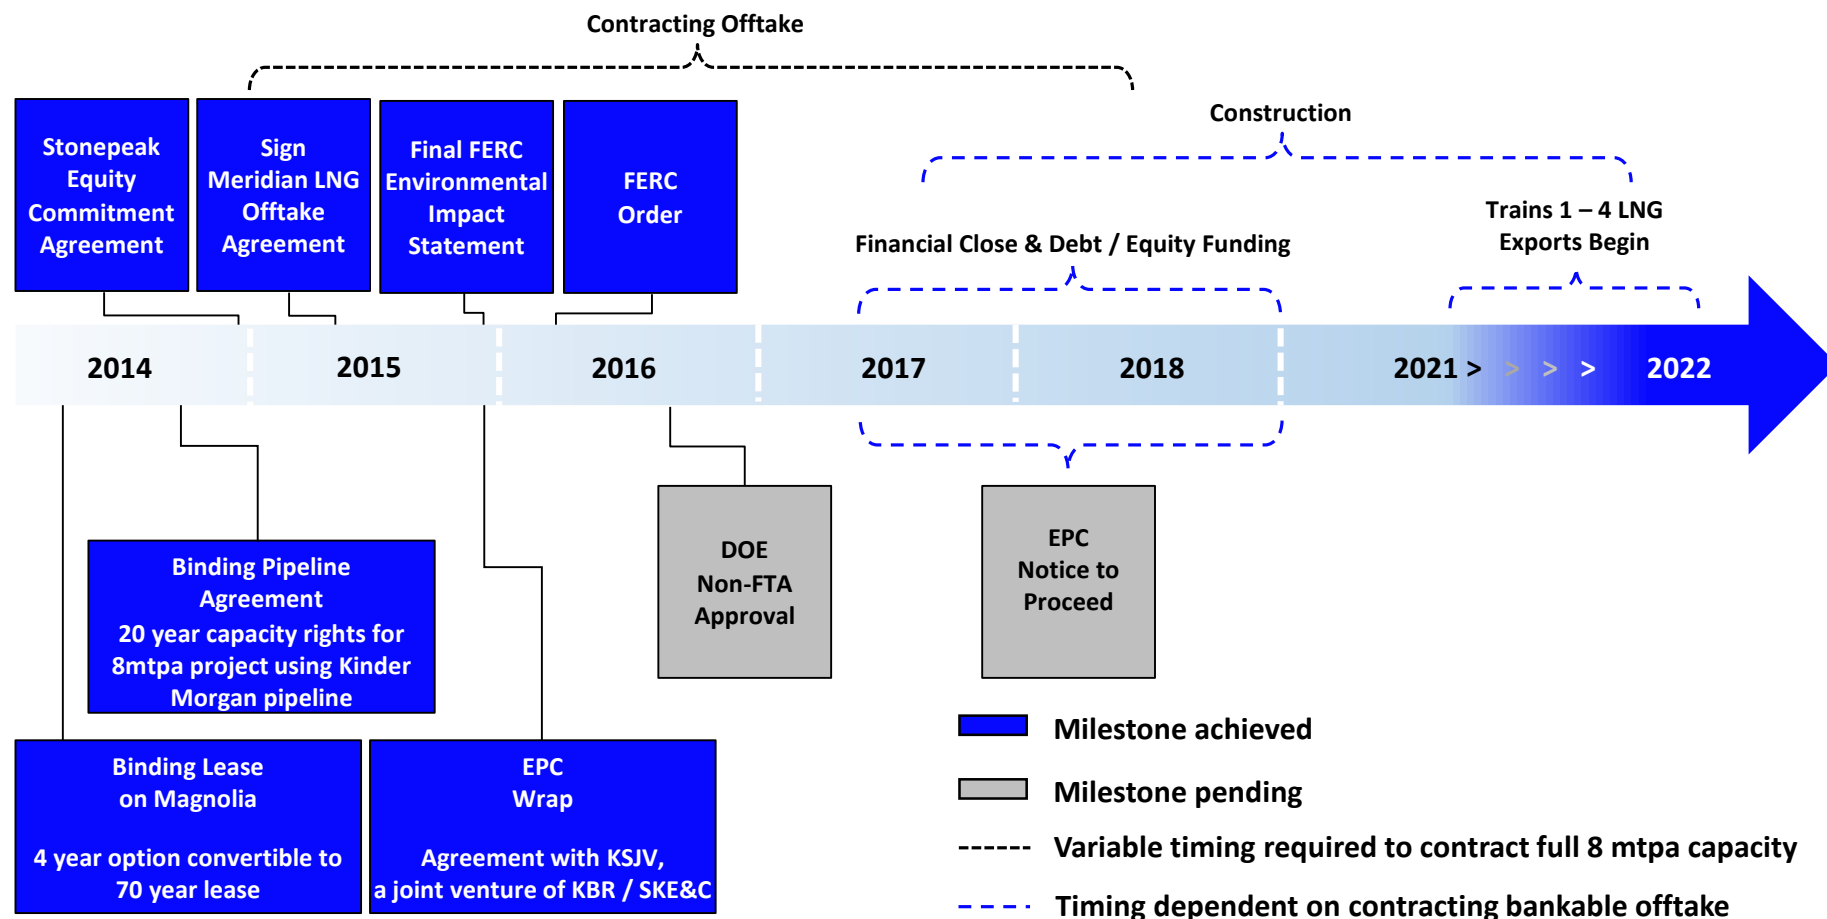 Contracting Offtake
Construction
Stonepeak
Equity
Commitment
Agreement
Sign
Meridian LNG
Offtake
Agreement
Final FERC
Environmental
Impact
Statement
FERC
Order
Financial Close & Debt / Equity Funding
Trains 1 – 4 LNG
Exports Begin
2014
2015
2016
2017
2018
2021 > > > >
2022
Binding Pipeline
Agreement
20 year capacity rights for
8mtpa project using Kinder
Morgan pipeline
DOE
Non-FTA
Approval
EPC
Notice to
Proceed
Binding Lease
on Magnolia
4 year option convertible to
70 year lease
EPC
Wrap
Agreement with KSJV,
a joint venture of KBR / SKE&C
Milestone achieved
Milestone pending
Variable timing required to contract full 8 mtpa capacity
Timing dependent on contracting bankable offtake